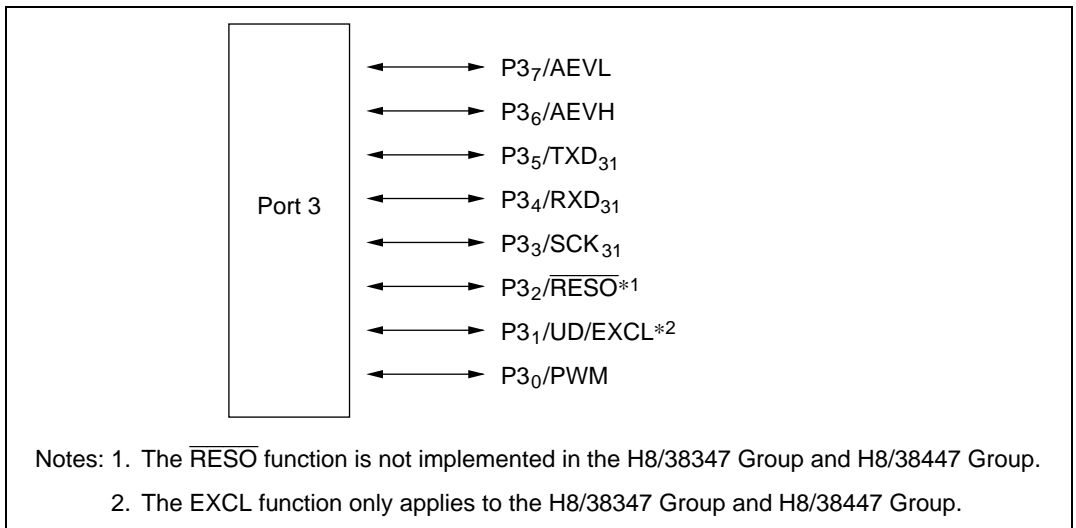 Port 3
P3₇/AEVL
P3₆/AEVH
P3₅/TXD₃₁
P3₄/RXD₃₁
P3₃/SCK₃₁
P3₂/R̅E̅S̅O̅*1
P3₁/UD/EXCL*2
P3₀/PWM
Notes: 1. The R̅E̅S̅O̅ function is not implemented in the H8/38347 Group and H8/38447 Group.
2. The EXCL function only applies to the H8/38347 Group and H8/38447 Group.